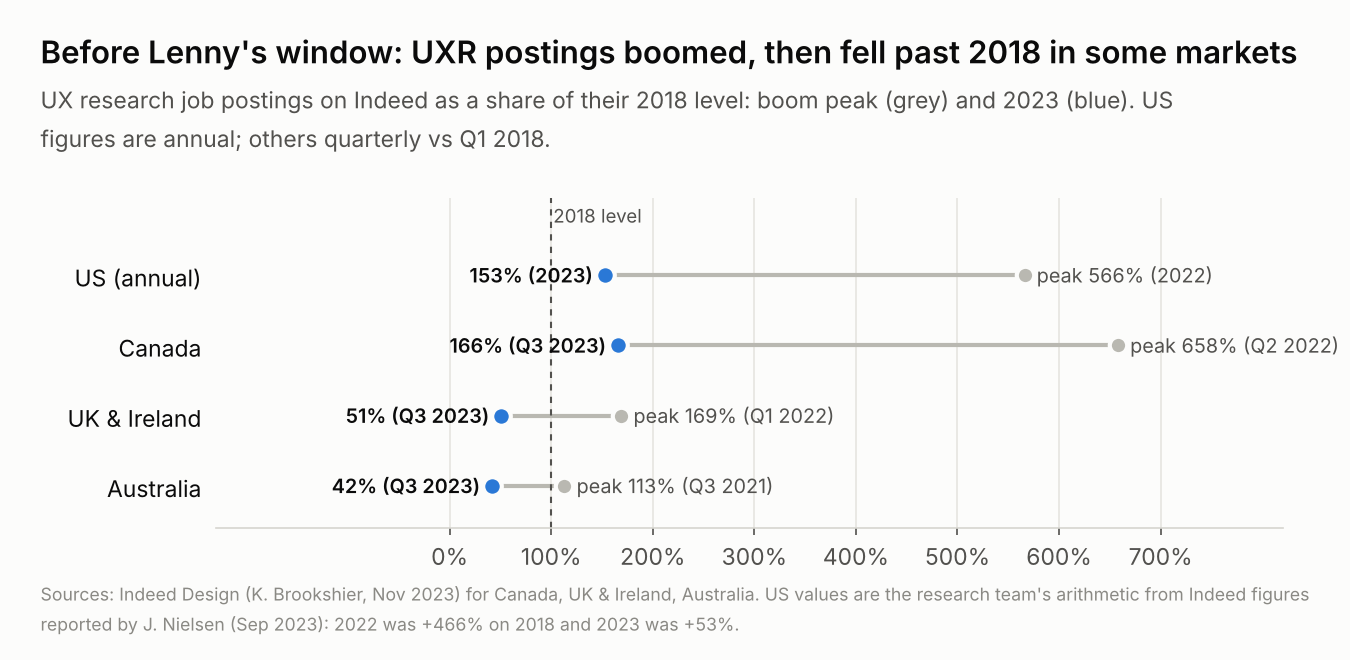 Before Lenny's window: UXR postings boomed, then fell past 2018 in some markets
UX research job postings on Indeed as a share of their 2018 level: boom peak (grey) and 2023 (blue). US
figures are annual; others quarterly vs Q1 2018.
2018 level
US (annual) 153% (2023) peak 566% (2022)
Canada 166% (Q3 2023) peak 658% (Q2 2022)
UK & Ireland 51% (Q3 2023) peak 169% (Q1 2022)
Australia 42% (Q3 2023) peak 113% (Q3 2021)
0% 100% 200% 300% 400% 500% 600% 700%
Sources: Indeed Design (K. Brookshier, Nov 2023) for Canada, UK & Ireland, Australia. US values are the research team's arithmetic from Indeed figures
reported by J. Nielsen (Sep 2023): 2022 was +466% on 2018 and 2023 was +53%.